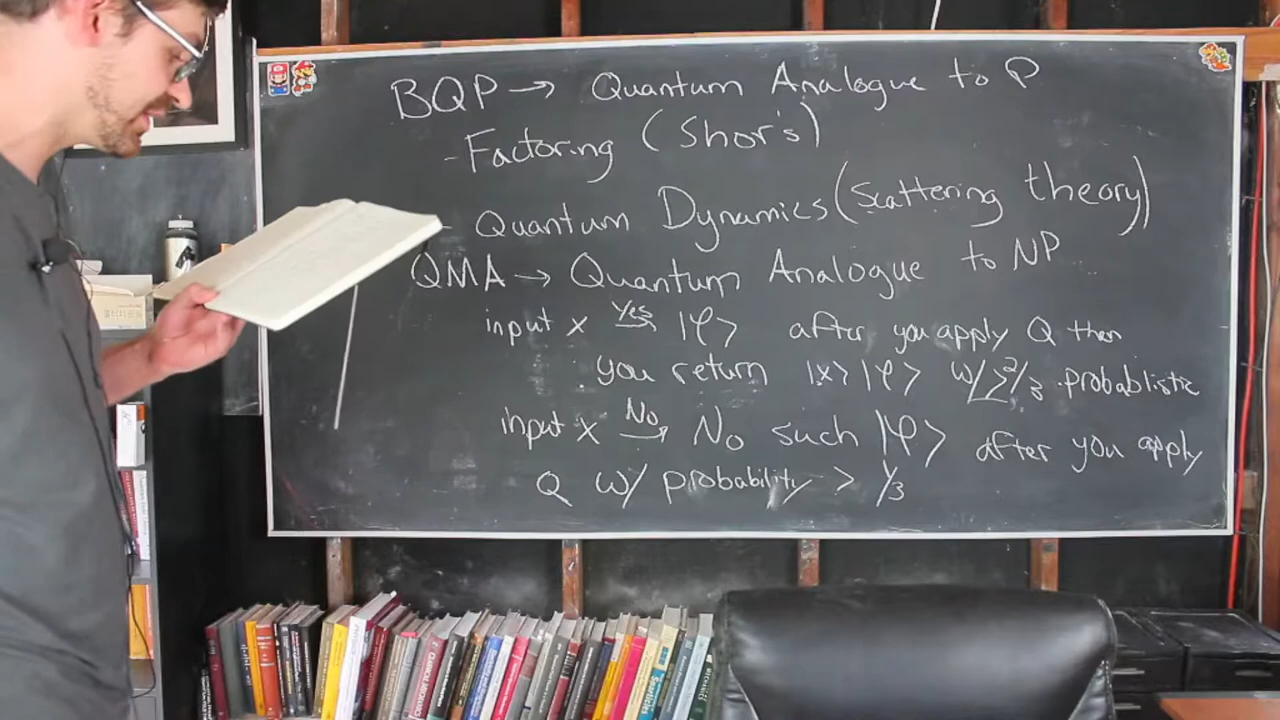 BQP → Quantum Analogue to P
- Factoring (Shor's)
- Quantum Dynamics (Scattering theory)
QMA → Quantum Analogue to NP
input x Yes → |φ> after you apply Q then
you return |x>|φ> w/ ≥ 2/3 probablistic
input x No → No such |φ> after you apply
Q w/ probability > 1/3